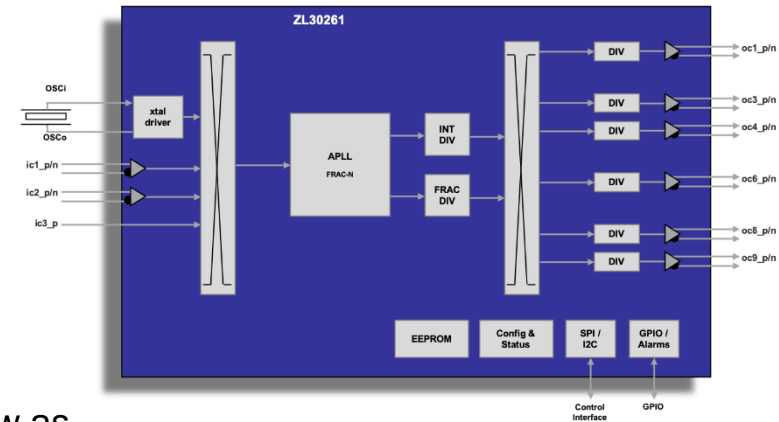 ZL30261
OSCi
OSCo
xtal
driver
ic1_p/n
ic2_p/n
ic3_p
APLL
FRAC-N
INT
DIV
FRAC
DIV
DIV
oc1_p/n
DIV
oc3_p/n
DIV
oc4_p/n
DIV
oc6_p/n
DIV
oc8_p/n
DIV
oc9_p/n
EEPROM
Config &
Status
SPI /
I2C
GPIO /
Alarms
Control
Interface
GPIO
as